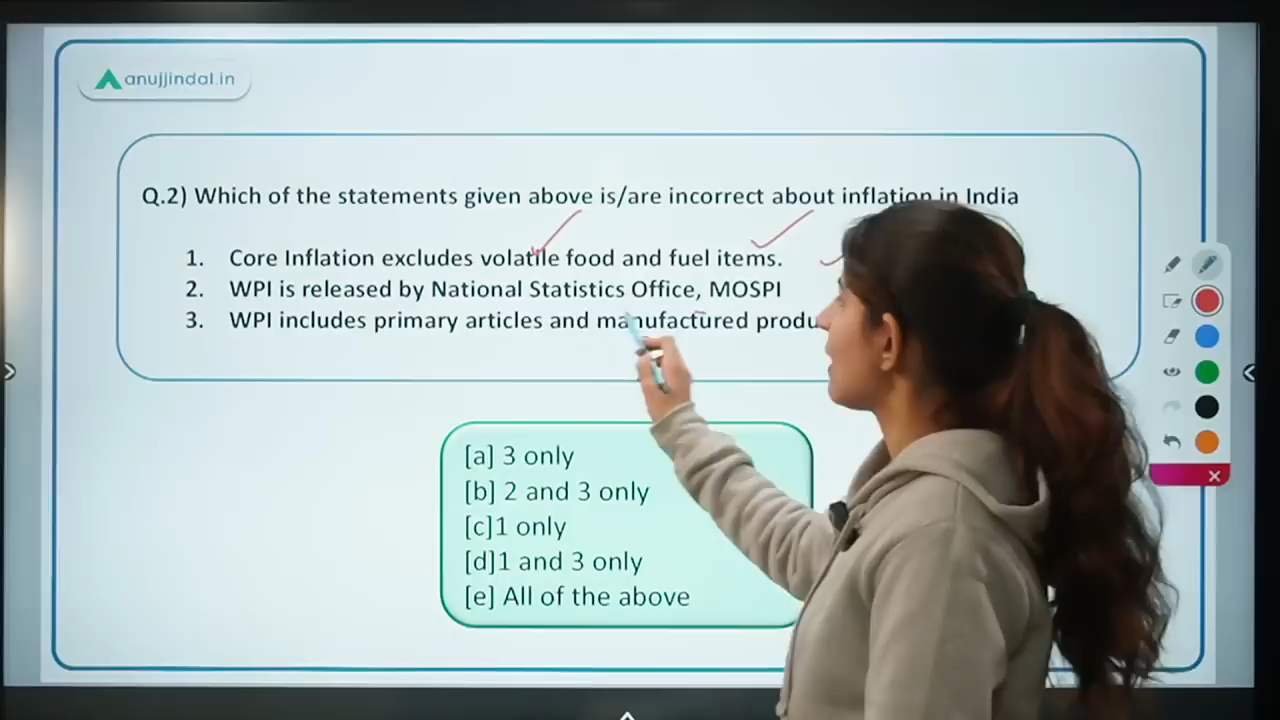 anujjindal.in
Q.2) Which of the statements given above is/are incorrect about inflation in India
1. Core Inflation excludes volatile food and fuel items.
2. WPI is released by National Statistics Office, MOSPI
3. WPI includes primary articles and manufactured
[a] 3 only
[b] 2 and 3 only
[c]1 only
[d]1 and 3 only
[e] All of the above